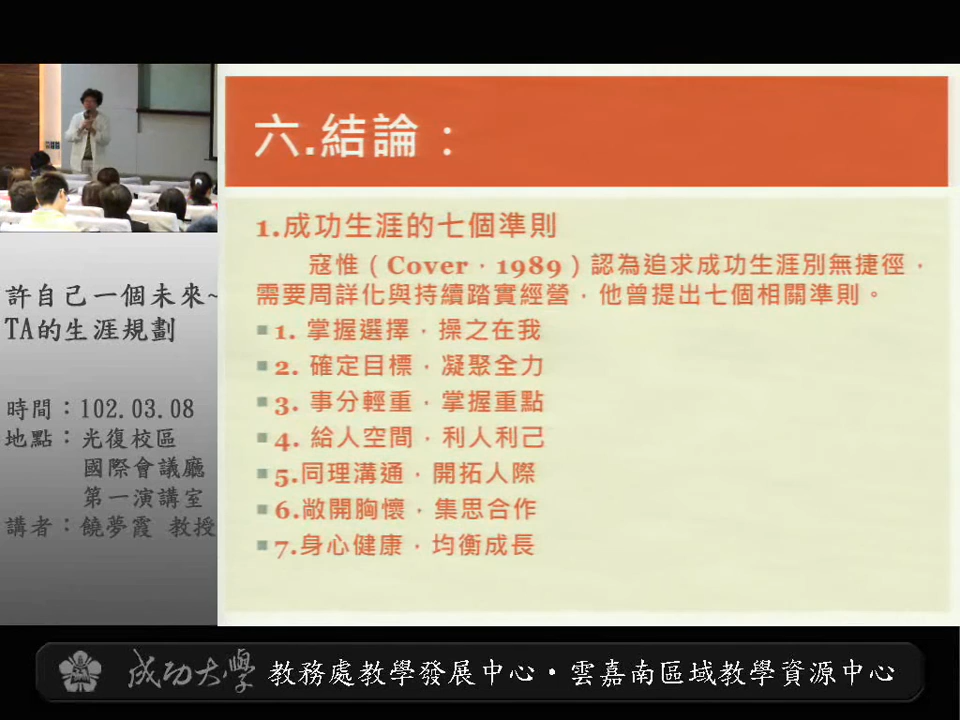 六.結論：
1.成功生涯的七個準則
寇惟（Cover，1989）認為追求成功生涯別無捷徑，
需要周詳化與持續踏實經營，他曾提出七個相關準則。
1. 掌握選擇，操之在我
2. 確定目標，凝聚全力
3. 事分輕重，掌握重點
4. 給人空間，利人利己
5.同理溝通，開拓人際
6.敞開胸懷，集思合作
7.身心健康，均衡成長
許自己一個未來~
TA的生涯規劃
時間：102.03.08
地點：光復校區
國際會議廳
第一演講室
講者：饒夢霞 教授
成功大學 教務處教學發展中心・雲嘉南區域教學資源中心